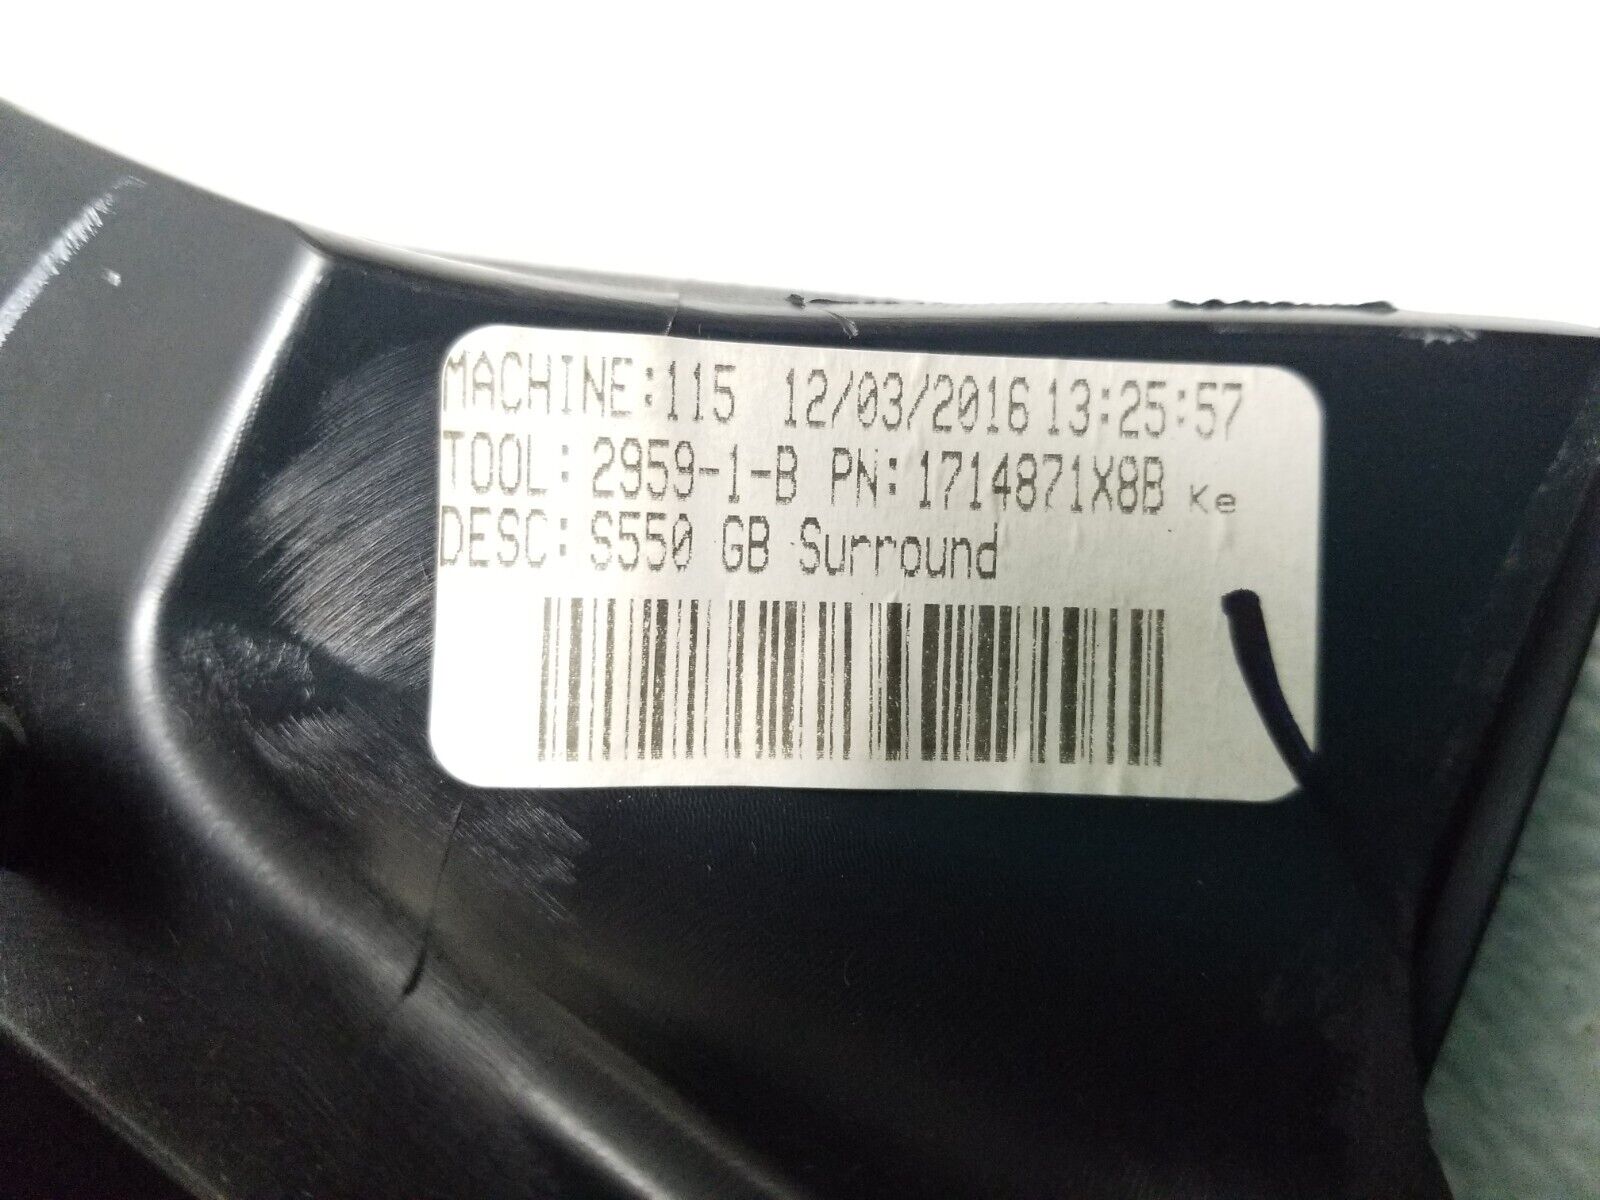 MACHINE:115 12/03/2016 13:25:57
TOOL: 2959-1-B PN:1714871X8B Ke
DESC: S550 GB Surround